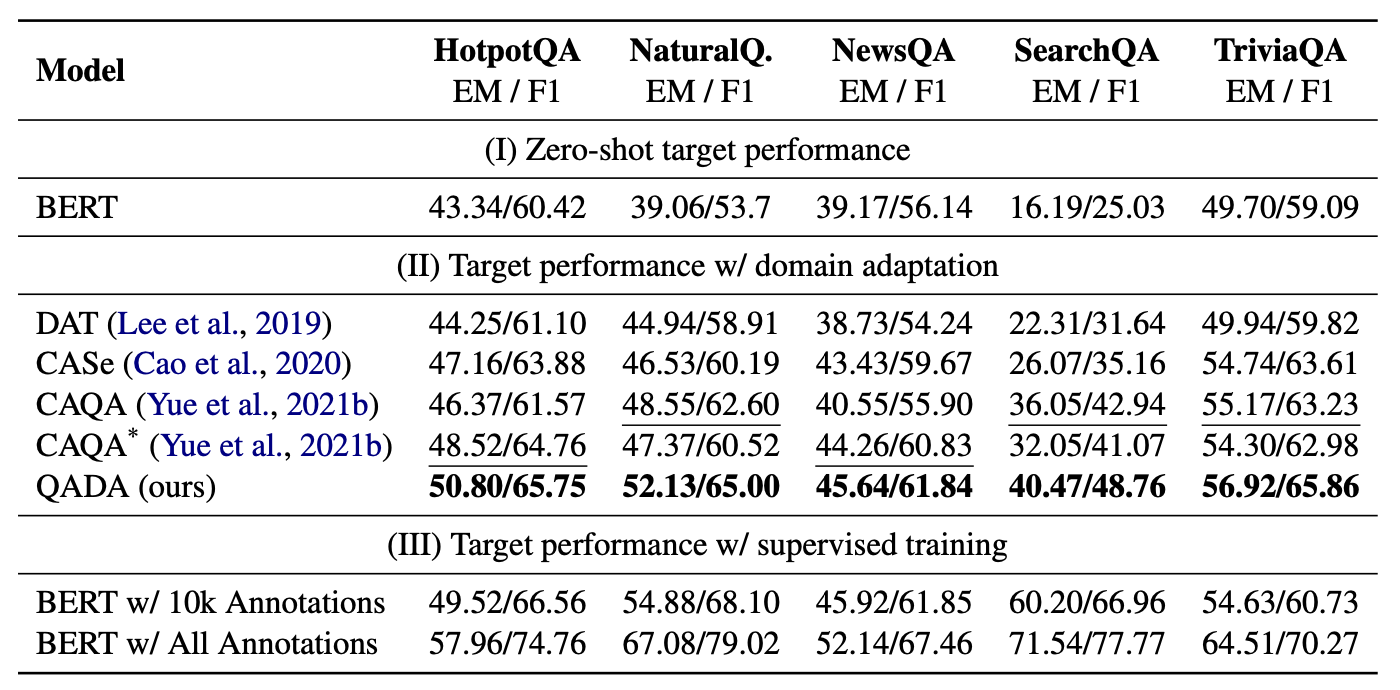 Model HotpotQA NaturalQ. NewsQA SearchQA TriviaQA
EM / F1 EM / F1 EM / F1 EM / F1 EM / F1
(I) Zero-shot target performance
BERT 43.34/60.42 39.06/53.7 39.17/56.14 16.19/25.03 49.70/59.09
(II) Target performance w/ domain adaptation
DAT (Lee et al., 2019) 44.25/61.10 44.94/58.91 38.73/54.24 22.31/31.64 49.94/59.82
CASe (Cao et al., 2020) 47.16/63.88 46.53/60.19 43.43/59.67 26.07/35.16 54.74/63.61
CAQA (Yue et al., 2021b) 46.37/61.57 48.55/62.60 40.55/55.90 36.05/42.94 55.17/63.23
CAQA* (Yue et al., 2021b) 48.52/64.76 47.37/60.52 44.26/60.83 32.05/41.07 54.30/62.98
QADA (ours) 50.80/65.75 52.13/65.00 45.64/61.84 40.47/48.76 56.92/65.86
(III) Target performance w/ supervised training
BERT w/ 10k Annotations 49.52/66.56 54.88/68.10 45.92/61.85 60.20/66.96 54.63/60.73
BERT w/ All Annotations 57.96/74.76 67.08/79.02 52.14/67.46 71.54/77.77 64.51/70.27